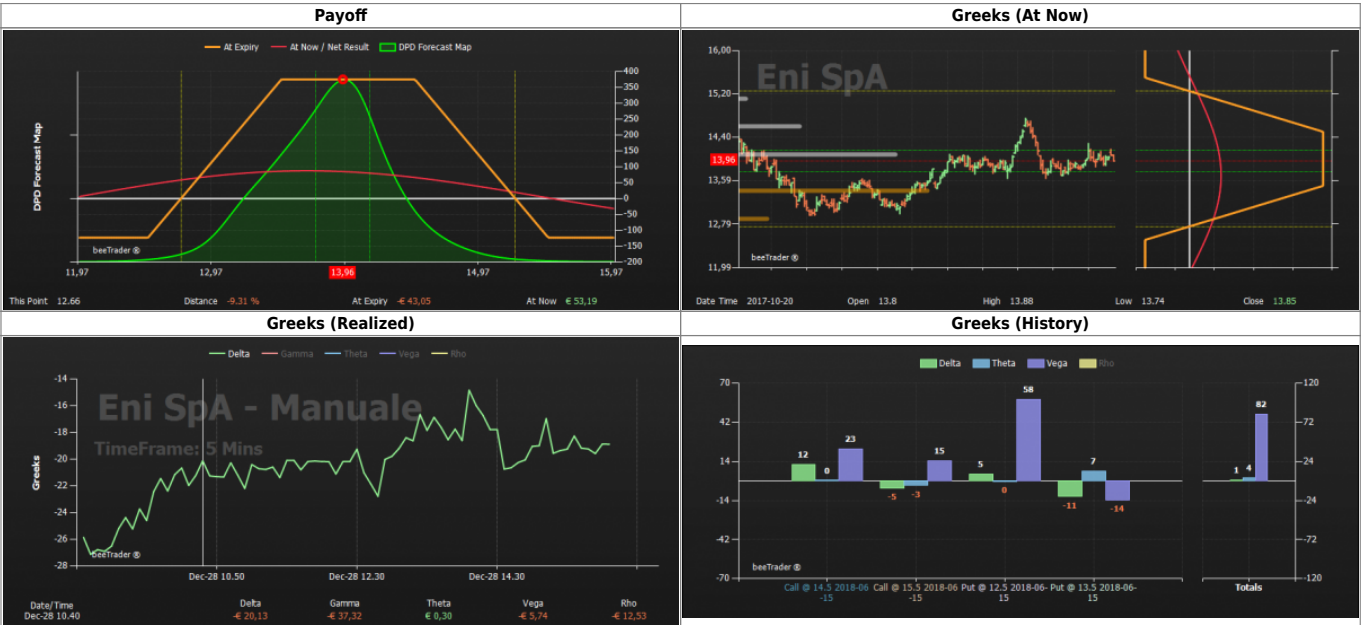 Payoff
Greeks (At Now)
At Expiry At Now / Net Result DPD Forecast Map
DPD Forecast Map
400
350
300
250
200
150
100
50
0
-50
-100
-150
-200
beeTrader ®
11,97 12,97 13,96 14,97 15,97
This Point 12.66 Distance -9.31 % At Expiry -€ 43,05 At Now € 53,19
Eni SpA
16,00
15,20
14,40
13,96
13,59
12,79
11,99
beeTrader ®
Date Time 2017-10-20 Open 13.8 High 13.88 Low 13.74 Close 13.85
Greeks (Realized)
Greeks (History)
Delta Gamma Theta Vega Rho
Eni SpA - Manuale
TimeFrame: 5 Mins
Greeks
-14
-16
-18
-20
-22
-24
-26
-28
beeTrader ®
Dec-28 10.50 Dec-28 12.30 Dec-28 14.30
Date/Time Delta Gamma Theta Vega Rho
Dec-28 10.40 -€ 20,13 -€ 37,32 € 0,30 -€ 5,74 -€ 12,53
Delta Theta Vega Rho
70
42
14
-14
-42
-70
12 0 23
-5 -3 15
5 0 58
-11 7 -14
1 4 82
120
72
24
-24
-72
-120
beeTrader ®
Call @ 14.5 2018-06 Call @ 15.5 2018-06 Put @ 12.5 2018-06- Put @ 13.5 2018-06-
-15 -15 15 15
Totals